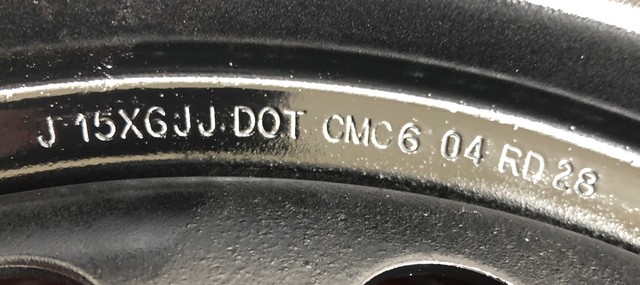 J 15X6JJ DOT CMC6 04 RD28